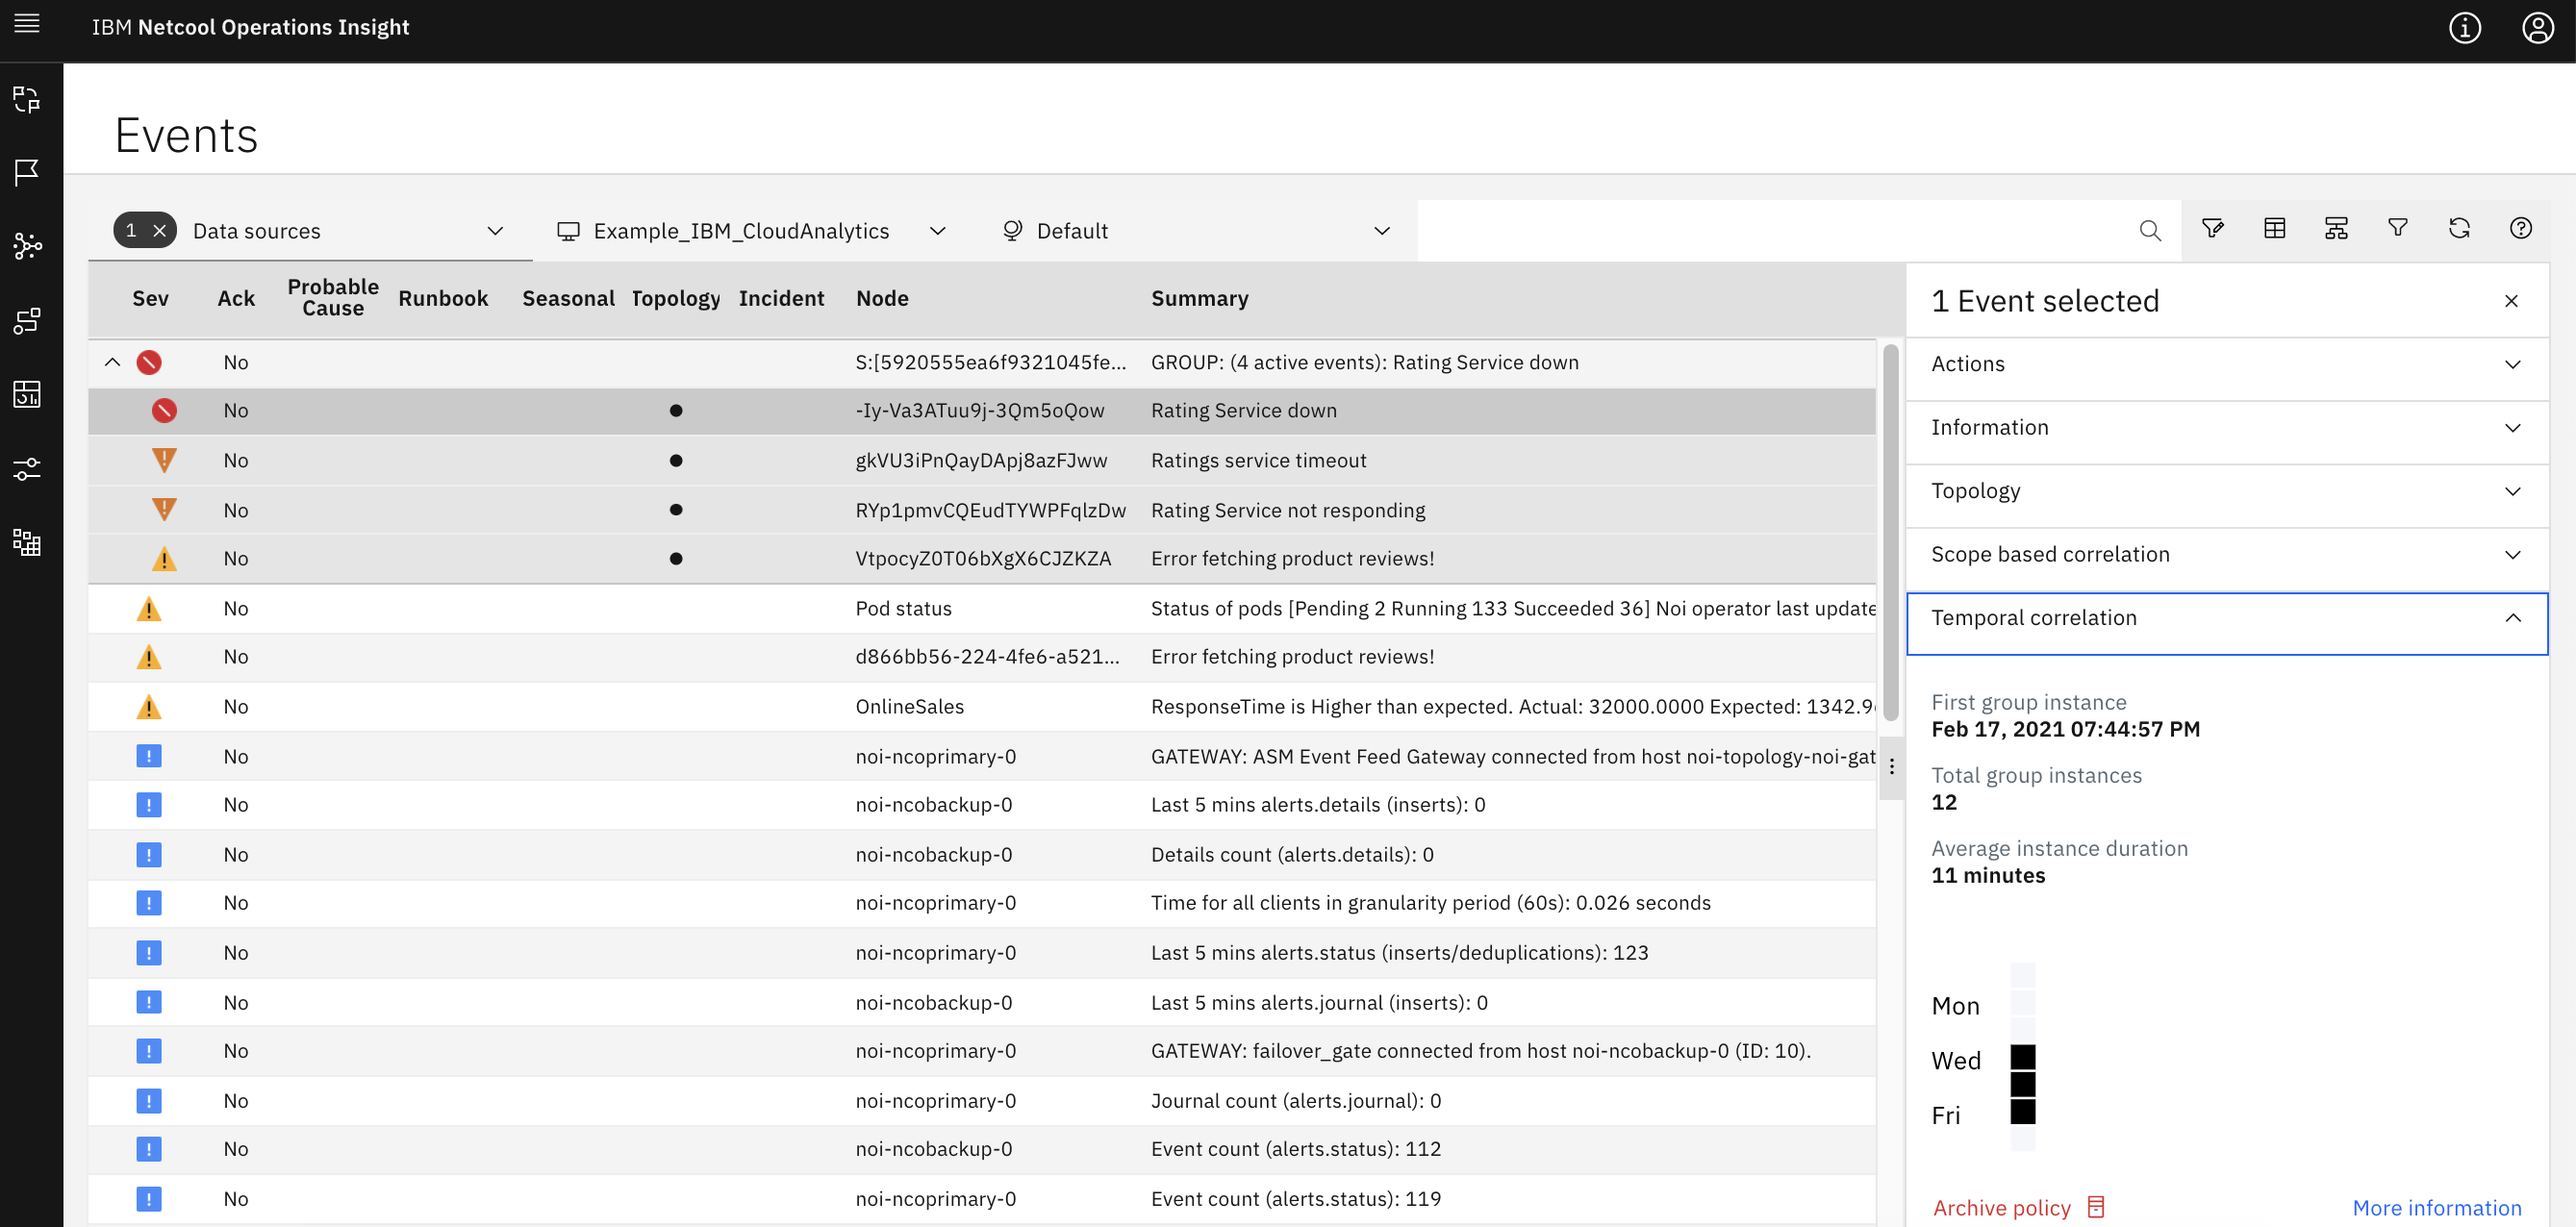 IBM Netcool Operations Insight
Events
1 × Data sources Example_IBM_CloudAnalytics Default
Sev Ack Probable Cause Runbook Seasonal Topology Incident Node Summary
No S:[5920555ea6f9321045fe... GROUP: (4 active events): Rating Service down
No -Iy-Va3ATuu9j-3Qm5oQow Rating Service down
No gkVU3iPnQayDApj8azFJww Ratings service timeout
No RYp1pmvCQEudTYWPFqlzDw Rating Service not responding
No VtpocyZ0T06bXgX6CJZKZA Error fetching product reviews!
No Pod status Status of pods [Pending 2 Running 133 Succeeded 36] Noi operator last update
No d866bb56-224-4fe6-a521... Error fetching product reviews!
No OnlineSales ResponseTime is Higher than expected. Actual: 32000.0000 Expected: 1342.9
No noi-ncoprimary-0 GATEWAY: ASM Event Feed Gateway connected from host noi-topology-noi-gat
No noi-ncobackup-0 Last 5 mins alerts.details (inserts): 0
No noi-ncobackup-0 Details count (alerts.details): 0
No noi-ncoprimary-0 Time for all clients in granularity period (60s): 0.026 seconds
No noi-ncoprimary-0 Last 5 mins alerts.status (inserts/deduplications): 123
No noi-ncobackup-0 Last 5 mins alerts.journal (inserts): 0
No noi-ncoprimary-0 GATEWAY: failover_gate connected from host noi-ncobackup-0 (ID: 10).
No noi-ncoprimary-0 Journal count (alerts.journal): 0
No noi-ncobackup-0 Event count (alerts.status): 112
No noi-ncoprimary-0 Event count (alerts.status): 119
1 Event selected
Actions
Information
Topology
Scope based correlation
Temporal correlation
First group instance
Feb 17, 2021 07:44:57 PM
Total group instances
12
Average instance duration
11 minutes
Mon
Wed
Fri
Archive policy More information